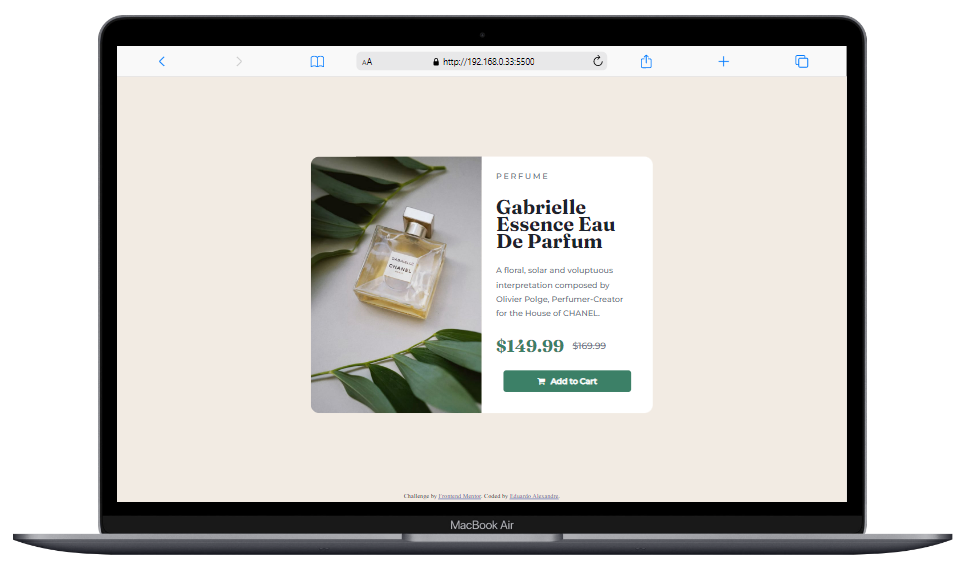 AA
http://192.168.0.33:5500
PERFUME
Gabrielle
Essence Eau
De Parfum
GABRIELLE
CHANEL
A floral, solar and voluptuous
interpretation composed by
Olivier Polge, Perfumer-Creator
for the House of CHANEL.
$149.99 $169.99
Add to Cart
Challenge by Frontend Mentor. Coded by Eduardo Alexandre.
MacBook Air